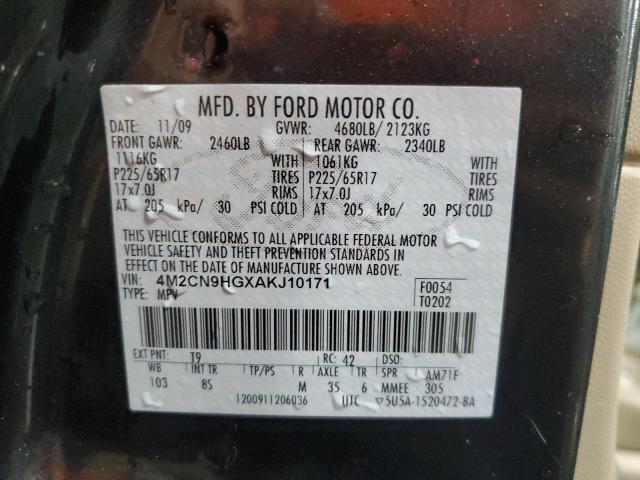 MFD. BY FORD MOTOR CO.
DATE: 11/09 GVWR: 4680LB/ 2123KG
FRONT GAWR: 2460LB REAR GAWR: 2340LB
1116KG WITH 1061KG WITH
P225/65R17 TIRES P225/65R17 TIRES
17x7.0J RIMS 17x7.0J RIMS
AT 205 kPa/ 30 PSI COLD AT 205 kPa/ 30 PSI COLD
THIS VEHICLE CONFORMS TO ALL APPLICABLE FEDERAL MOTOR
VEHICLE SAFETY AND THEFT PREVENTION STANDARDS IN
EFFECT ON THE DATE OF MANUFACTURE SHOWN ABOVE.
VIN: 4M2CN9HGXAKJ10171 F0054
TYPE: MPV T0202
EXT PNT: T9 RC: 42 DSO:
WB INT TR TP/PS R AXLE TR SPR AM71F
103 8S M 35 6 MMEE 305
1200911206036 UTC ▽5U5A-1520472-BA